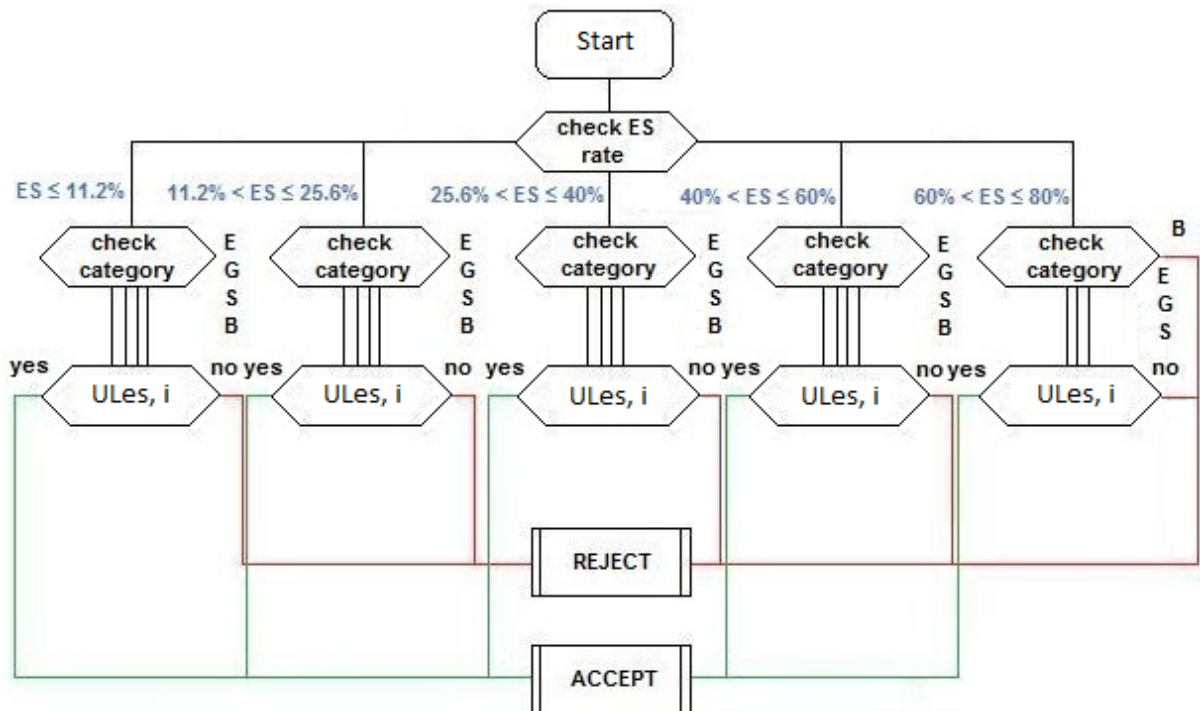 Start
check ES
rate
ES ≤ 11.2%
11.2% < ES ≤ 25.6%
25.6% < ES ≤ 40%
40% < ES ≤ 60%
60% < ES ≤ 80%
check
category
E
G
S
B
check
category
E
G
S
B
check
category
E
G
S
B
check
category
E
G
S
B
check
category
B
E
G
S
yes
ULes, i
no
yes
ULes, i
no
yes
ULes, i
no
yes
ULes, i
no
yes
ULes, i
no
REJECT
ACCEPT